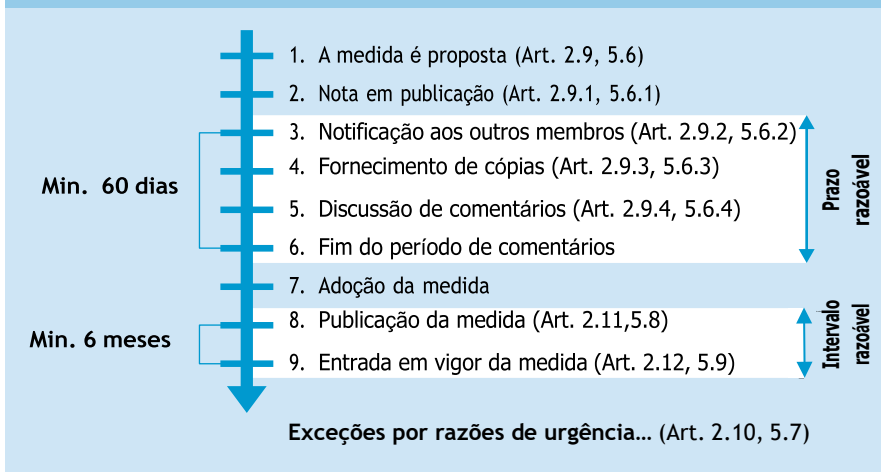 1. A medida é proposta (Art. 2.9, 5.6)
2. Nota em publicação (Art. 2.9.1, 5.6.1)
3. Notificação aos outros membros (Art. 2.9.2, 5.6.2)
4. Fornecimento de cópias (Art. 2.9.3, 5.6.3)
Min. 60 dias
5. Discussão de comentários (Art. 2.9.4, 5.6.4)
6. Fim do período de comentários
Prazo
razoável
7. Adoção da medida
8. Publicação da medida (Art. 2.11,5.8)
Min. 6 meses
9. Entrada em vigor da medida (Art. 2.12, 5.9)
Intervalo
razoável
Exceções por razões de urgência... (Art. 2.10, 5.7)